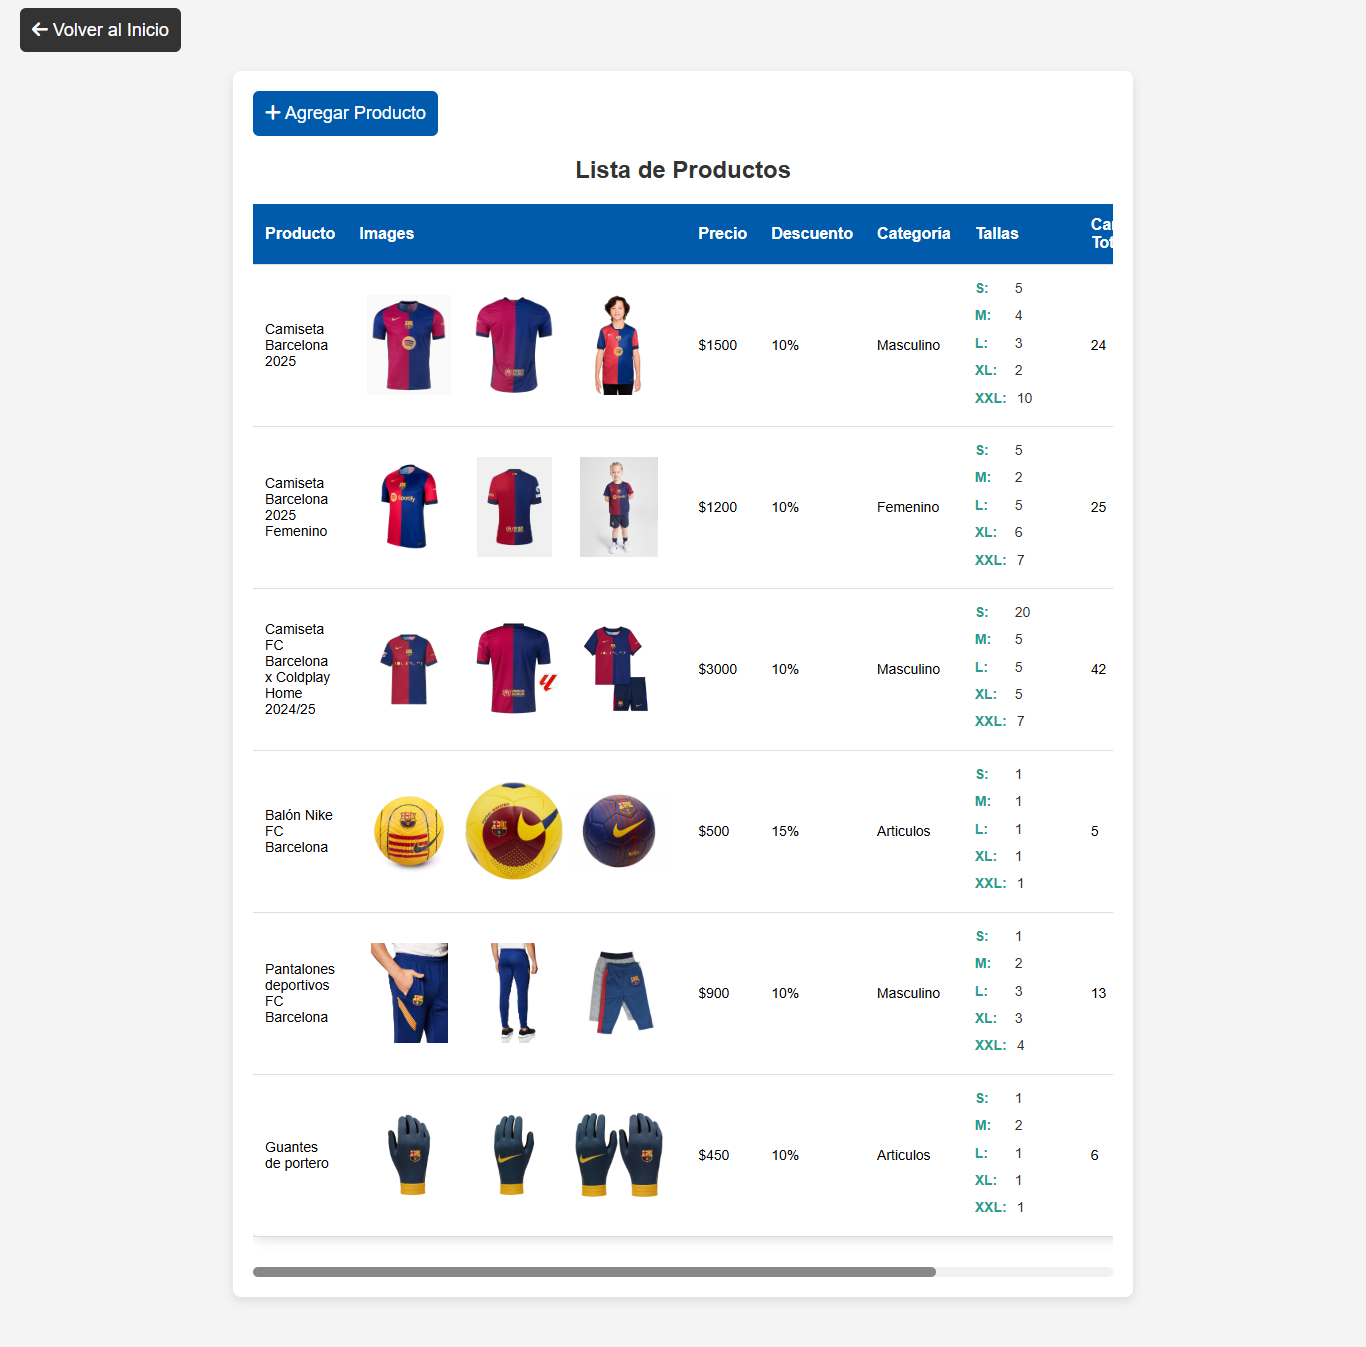 Volver al Inicio
Agregar Producto
Lista de Productos
Producto Images Precio Descuento Categoría Tallas
Camiseta
Barcelona
2025
$1500 10% Masculino
S: 5
M: 4
L: 3
XL: 2
XXL: 10
24
Camiseta
Barcelona
2025
Femenino
$1200 10% Femenino
S: 5
M: 2
L: 5
XL: 6
XXL: 7
25
Camiseta
FC
Barcelona
x Coldplay
Home
2024/25
$3000 10% Masculino
S: 20
M: 5
L: 5
XL: 5
XXL: 7
42
Balón Nike
FC
Barcelona
$500 15% Articulos
S: 1
M: 1
L: 1
XL: 1
XXL: 1
5
Pantalones
deportivos
FC
Barcelona
$900 10% Masculino
S: 1
M: 2
L: 3
XL: 3
XXL: 4
13
Guantes
de portero
$450 10% Articulos
S: 1
M: 2
L: 1
XL: 1
XXL: 1
6